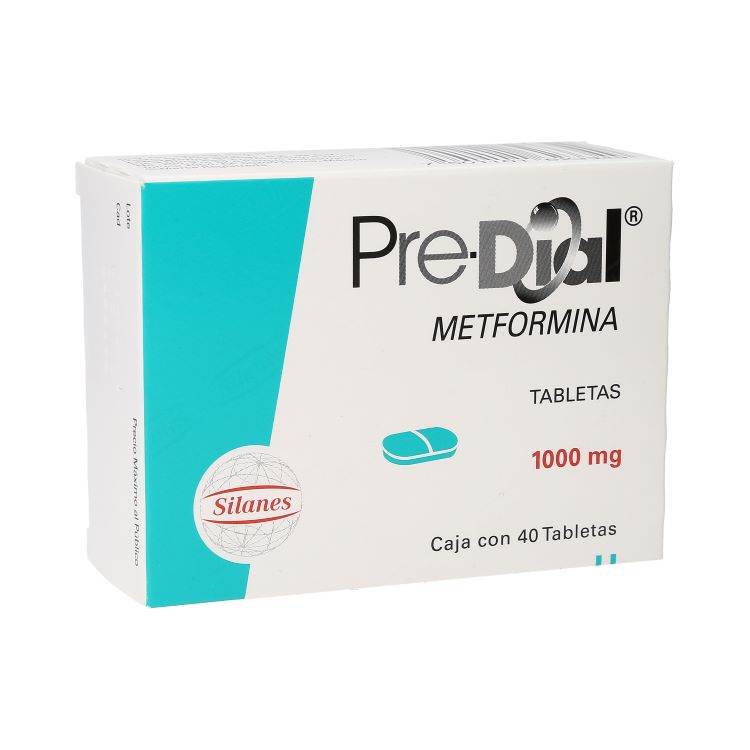 Pre-Dial®
METFORMINA
TABLETAS
1000 mg
Caja con 40 Tabletas
Silanes
Lote
Cad
Precio Máximo al Público